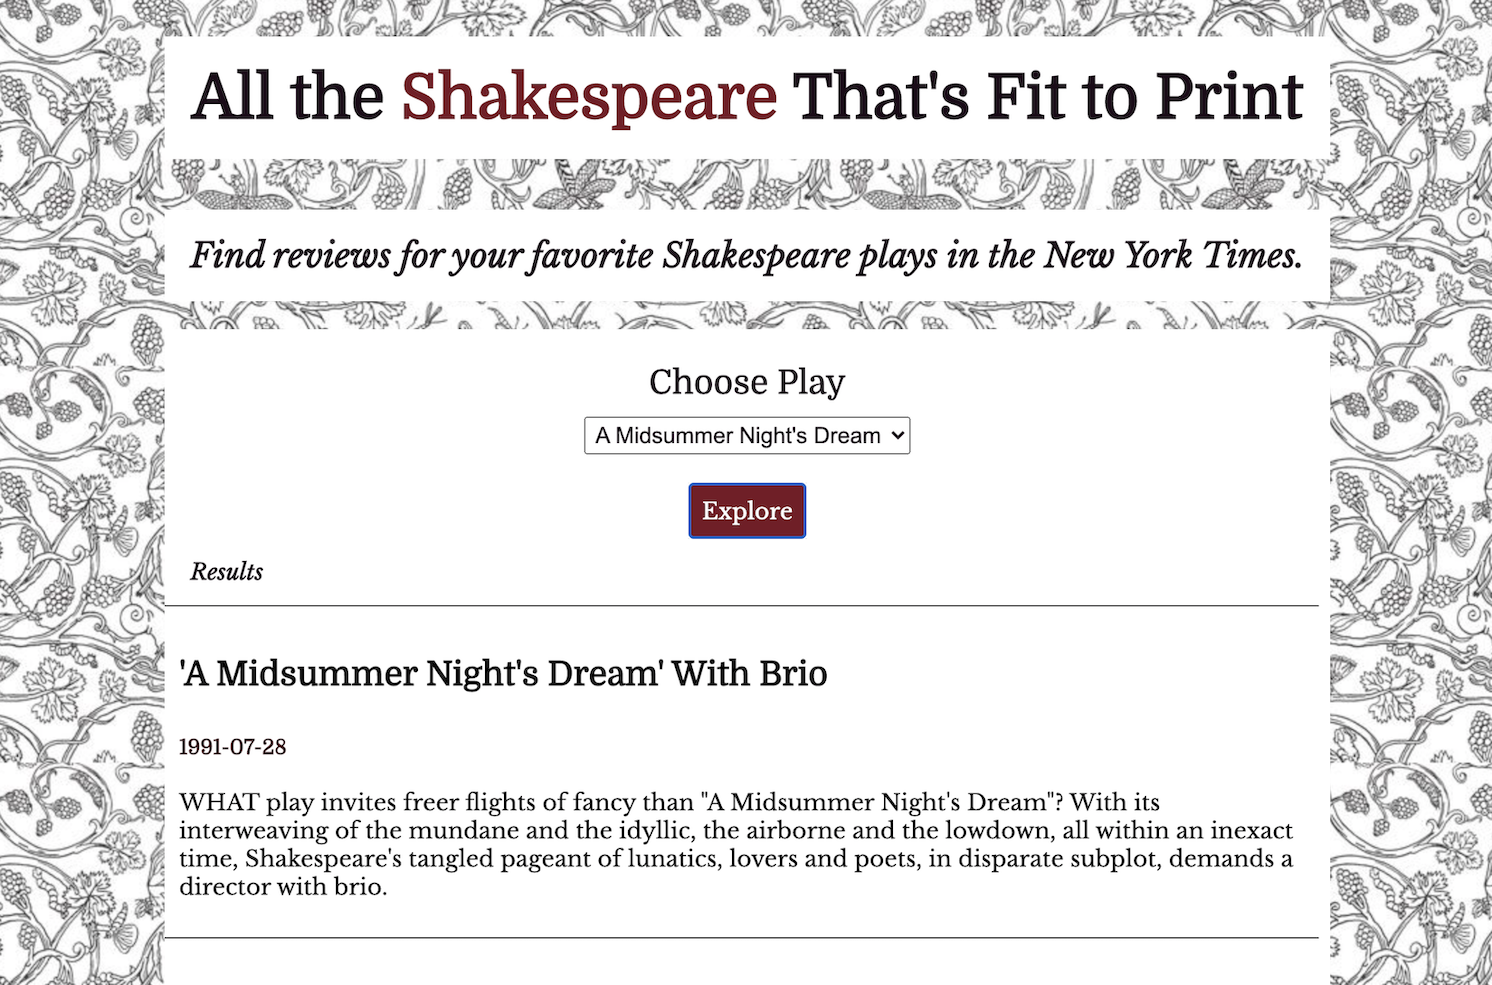 All the Shakespeare That's Fit to Print
Find reviews for your favorite Shakespeare plays in the New York Times.
Choose Play
A Midsummer Night's Dream
Explore
Results
'A Midsummer Night's Dream' With Brio
1991-07-28
WHAT play invites freer flights of fancy than "A Midsummer Night's Dream"? With its
interweaving of the mundane and the idyllic, the airborne and the lowdown, all within an inexact
time, Shakespeare's tangled pageant of lunatics, lovers and poets, in disparate subplot, demands a
director with brio.